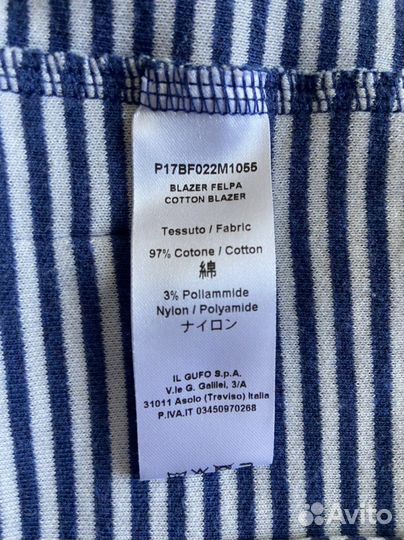 P17BF022M1055
BLAZER FELPA
COTTON BLAZER
Tessuto / Fabric
97% Cotone / Cotton
綿
3% Poliammide
Nylon / Polyamide
ナイロン
IL GUFO S.p.A.
V.le G. Galilei, 3/A
31011 Asolo (Treviso) Italia
P.IVA.IT 03450970268
Avito